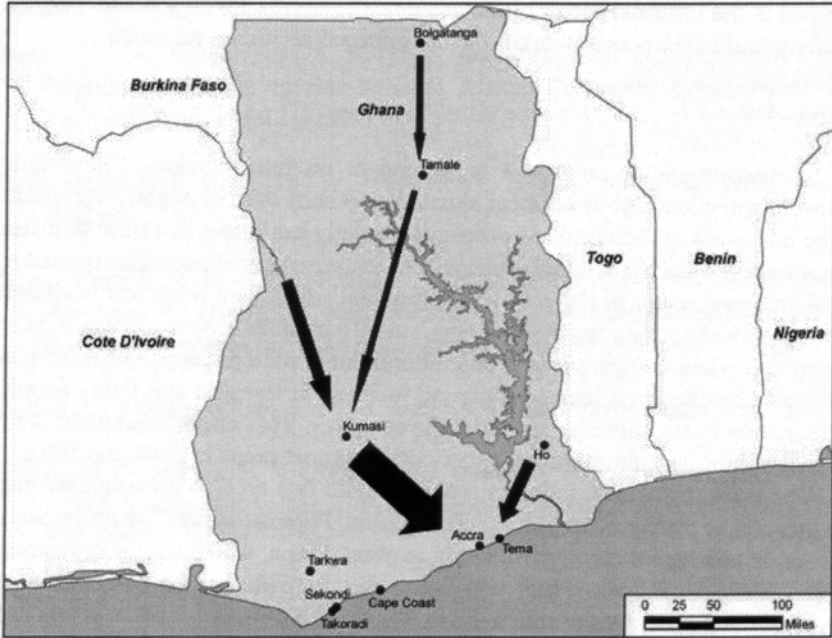 Bolgatanga
Burkina Faso
Ghana
Tamale
Togo
Benin
Nigeria
Cote D'Ivoire
Kumasi
Ho
Accra
Tema
Tarkwa
Sekondi
Cape Coast
Takoradi
0 25 50 100
Miles